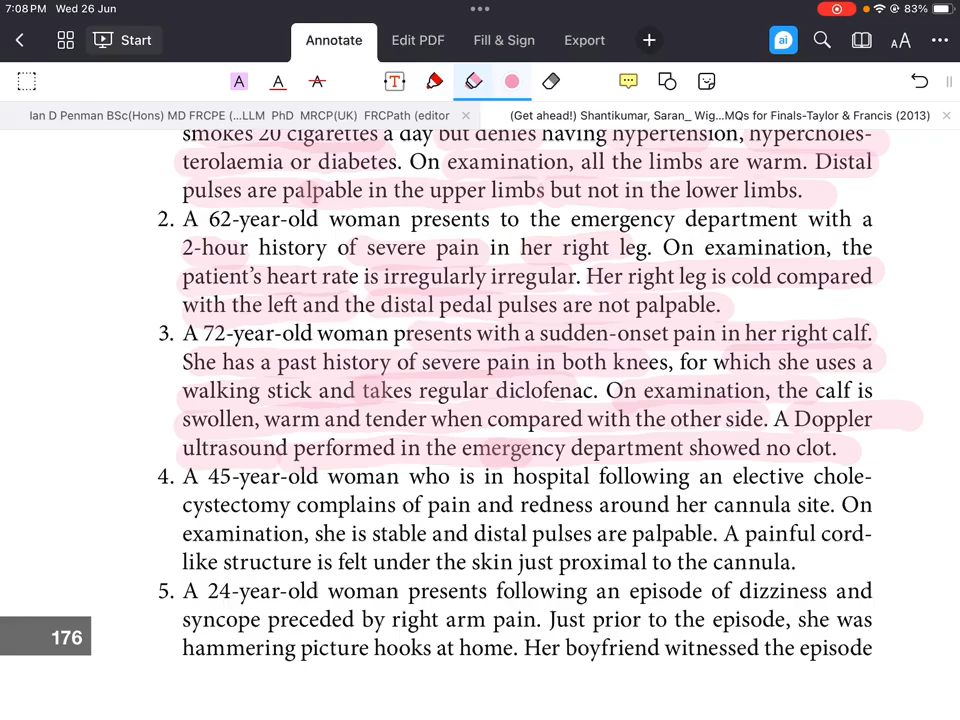 7:08 PM Wed 26 Jun
83%
Start
Annotate
Edit PDF
Fill & Sign
Export
ai
AA
A A A T
Ian D Penman BSc(Hons) MD FRCPE (...LLM PhD MRCP(UK) FRCPath (editor
(Get ahead!) Shantikumar, Saran_ Wig...MQs for Finals-Taylor & Francis (2013)
smokes 20 cigarettes a day but denies having hypertension, hyperchole-
terolaemia or diabetes. On examination, all the limbs are warm. Distal
pulses are palpable in the upper limbs but not in the lower limbs.
2. A 62-year-old woman presents to the emergency department with a
2-hour history of severe pain in her right leg. On examination, the
patient's heart rate is irregularly irregular. Her right leg is cold compared
with the left and the distal pedal pulses are not palpable.
3. A 72-year-old woman presents with a sudden-onset pain in her right calf.
She has a past history of severe pain in both knees, for which she uses a
walking stick and takes regular diclofenac. On examination, the calf is
swollen, warm and tender when compared with the other side. A Doppler
ultrasound performed in the emergency department showed no clot.
4. A 45-year-old woman who is in hospital following an elective chole-
cystectomy complains of pain and redness around her cannula site. On
examination, she is stable and distal pulses are palpable. A painful cord-
like structure is felt under the skin just proximal to the cannula.
5. A 24-year-old woman presents following an episode of dizziness and
syncope preceded by right arm pain. Just prior to the episode, she was
hammering picture hooks at home. Her boyfriend witnessed the episode
176